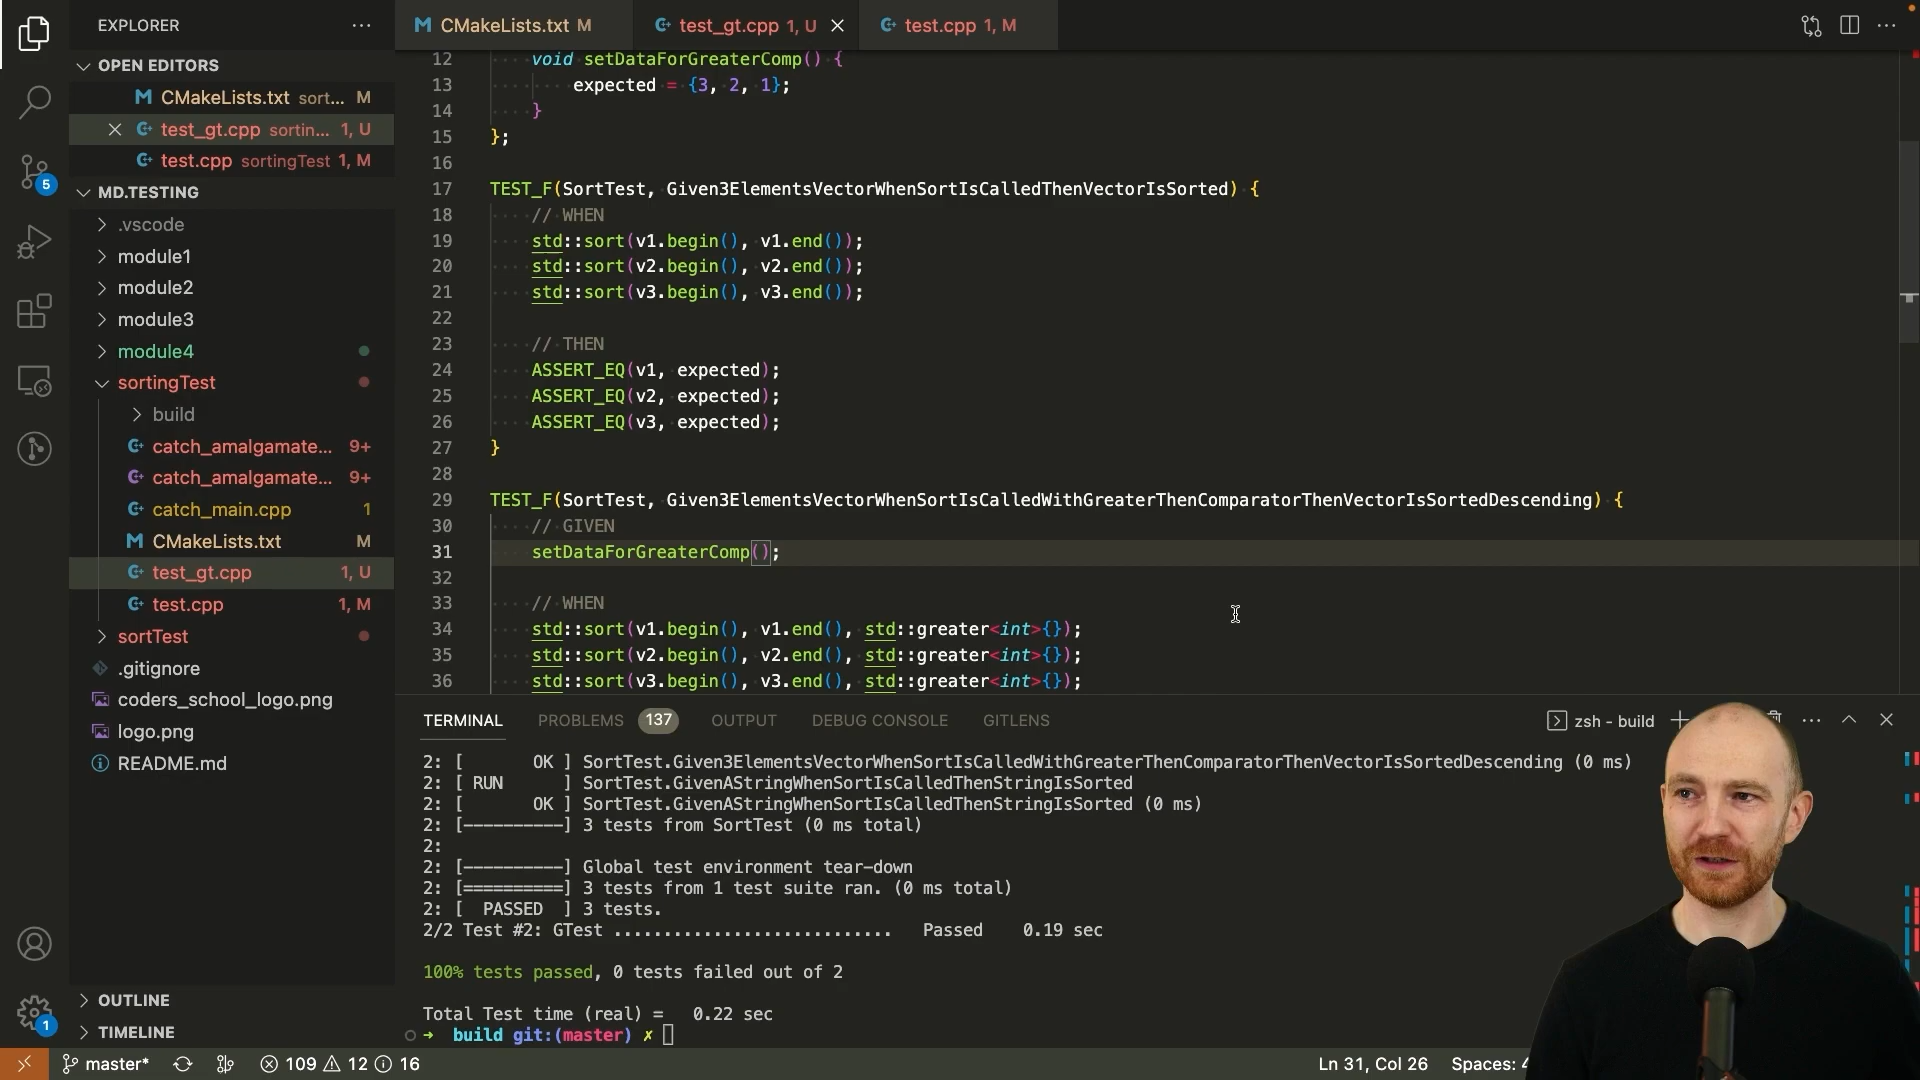 EXPLORER
OPEN EDITORS
CMakeLists.txt sort... M
test_gt.cpp sortin... 1, U
test.cpp sortingTest 1, M
MD.TESTING
.vscode
module1
module2
module3
module4
sortingTest
build
catch_amalgamate... 9+
catch_amalgamate... 9+
catch_main.cpp 1
CMakeLists.txt M
test_gt.cpp 1, U
test.cpp 1, M
sortTest
.gitignore
coders_school_logo.png
logo.png
README.md
OUTLINE
TIMELINE
5
1
CMakeLists.txt M
test_gt.cpp 1, U
test.cpp 1, M
12 void setDataForGreaterComp() {
13 expected = {3, 2, 1};
14 }
15 };
16
17 TEST_F(SortTest, Given3ElementsVectorWhenSortIsCalledThenVectorIsSorted) {
18 // WHEN
19 std::sort(v1.begin(), v1.end());
20 std::sort(v2.begin(), v2.end());
21 std::sort(v3.begin(), v3.end());
22
23 // THEN
24 ASSERT_EQ(v1, expected);
25 ASSERT_EQ(v2, expected);
26 ASSERT_EQ(v3, expected);
27 }
28
29 TEST_F(SortTest, Given3ElementsVectorWhenSortIsCalledWithGreaterThenComparatorThenVectorIsSortedDescending) {
30 // GIVEN
31 setDataForGreaterComp();
32
33 // WHEN
34 std::sort(v1.begin(), v1.end(), std::greater<int>{});
35 std::sort(v2.begin(), v2.end(), std::greater<int>{});
36 std::sort(v3.begin(), v3.end(), std::greater<int>{});
TERMINAL PROBLEMS 137 OUTPUT DEBUG CONSOLE GITLENS zsh - build
2: [       OK ] SortTest.Given3ElementsVectorWhenSortIsCalledWithGreaterThenComparatorThenVectorIsSortedDescending (0 ms)
2: [ RUN      ] SortTest.GivenAStringWhenSortIsCalledThenStringIsSorted
2: [       OK ] SortTest.GivenAStringWhenSortIsCalledThenStringIsSorted (0 ms)
2: [----------] 3 tests from SortTest (0 ms total)
2:
2: [----------] Global test environment tear-down
2: [==========] 3 tests from 1 test suite ran. (0 ms total)
2: [  PASSED  ] 3 tests.
2/2 Test #2: GTest ............................   Passed    0.19 sec
100% tests passed, 0 tests failed out of 2
Total Test time (real) =   0.22 sec
build git:(master) ✗
master* 109 12 16 Ln 31, Col 26 Spaces: